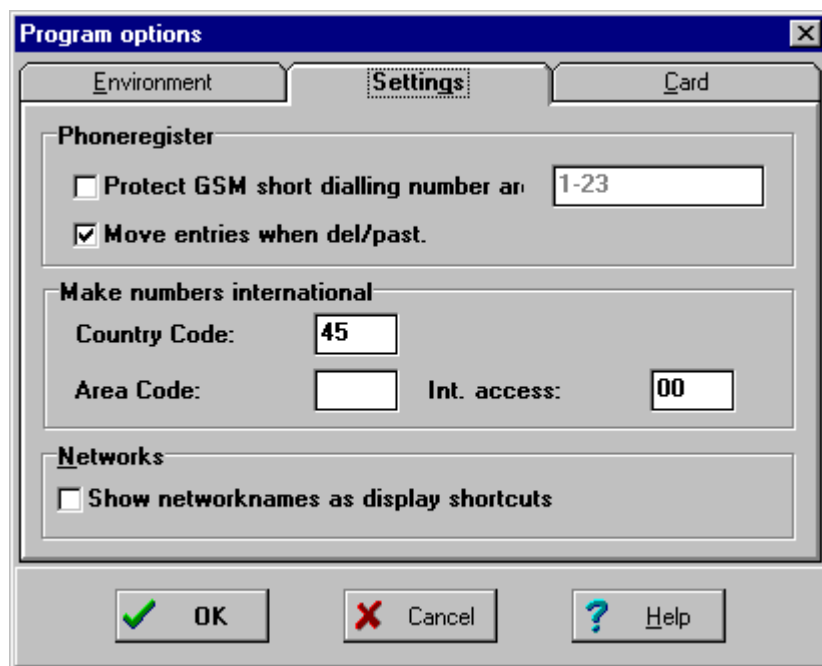 Program options
Environment Settings Card
Phoneregister
Protect GSM short dialling number 1-23
Move entries when del/past.
Make numbers international
Country Code: 45
Area Code: Int. access: 00
Networks
Show networknames as display shortcuts
OK Cancel Help